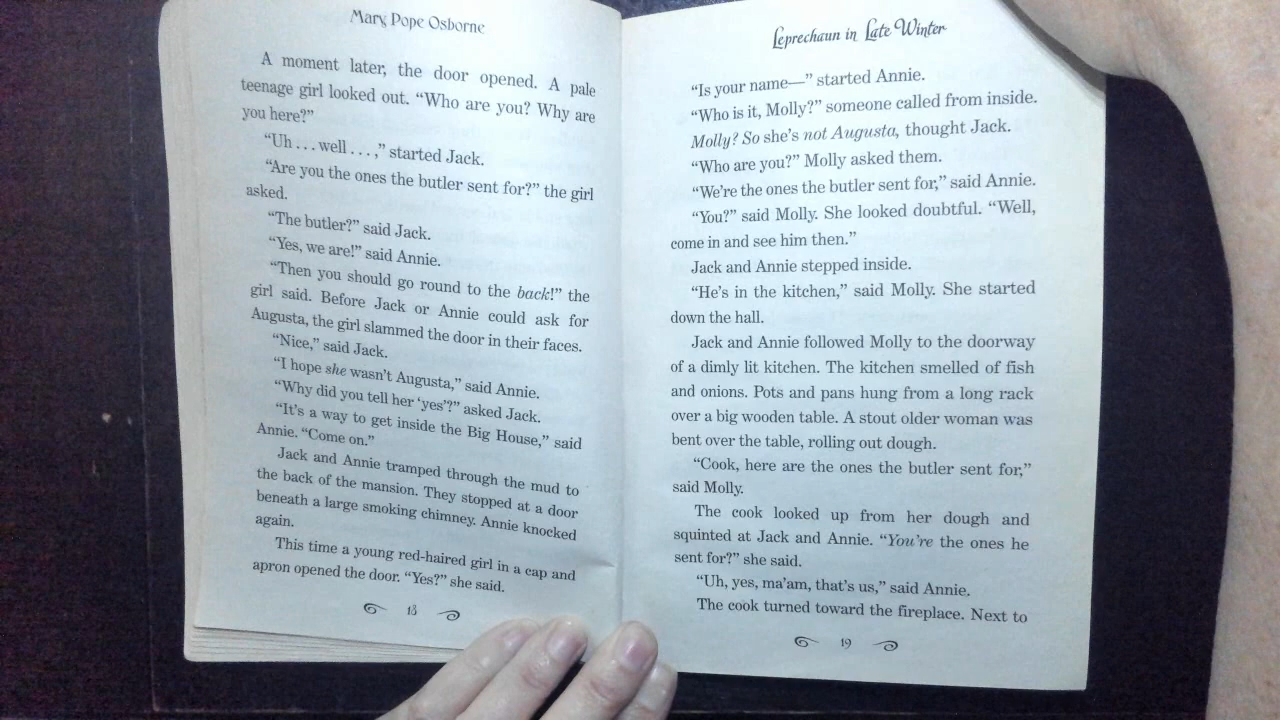 Mary Pope Osborne
A moment later, the door opened. A pale
teenage girl looked out. “Who are you? Why are
you here?”
“Uh . . . well . . . ,” started Jack.
“Are you the ones the butler sent for?” the girl
asked.
“The butler?” said Jack.
“Yes, we are!” said Annie.
“Then you should go round to the back!” the
girl said. Before Jack or Annie could ask for
Augusta, the girl slammed the door in their faces.
“Nice,” said Jack.
“I hope she wasn’t Augusta,” said Annie.
“Why did you tell her ‘yes’?” asked Jack.
“It’s a way to get inside the Big House,” said
Annie. “Come on.”
Jack and Annie tramped through the mud to
the back of the mansion. They stopped at a door
beneath a large smoking chimney. Annie knocked
again.
This time a young red-haired girl in a cap and
apron opened the door. “Yes?” she said.
18
Leprechaun in Late Winter
“Is your name—” started Annie.
“Who is it, Molly?” someone called from inside.
Molly? So she’s not Augusta, thought Jack.
“Who are you?” Molly asked them.
“We’re the ones the butler sent for,” said Annie.
“You?” said Molly. She looked doubtful. “Well,
come in and see him then.”
Jack and Annie stepped inside.
“He’s in the kitchen,” said Molly. She started
down the hall.
Jack and Annie followed Molly to the doorway
of a dimly lit kitchen. The kitchen smelled of fish
and onions. Pots and pans hung from a long rack
over a big wooden table. A stout older woman was
bent over the table, rolling out dough.
“Cook, here are the ones the butler sent for,”
said Molly.
The cook looked up from her dough and
squinted at Jack and Annie. “You’re the ones he
sent for?” she said.
“Uh, yes, ma’am, that’s us,” said Annie.
The cook turned toward the fireplace. Next to
19